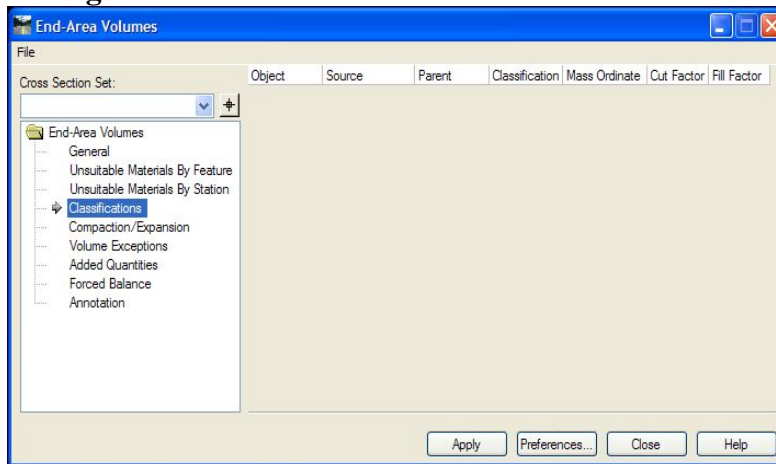 End-Area Volumes
File
Cross Section Set:
Object Source Parent Classification Mass Ordinate Cut Factor Fill Factor
End-Area Volumes
General
Unsuitable Materials By Feature
Unsuitable Materials By Station
Classifications
Compaction/Expansion
Volume Exceptions
Added Quantities
Forced Balance
Annotation
Apply Preferences... Close Help